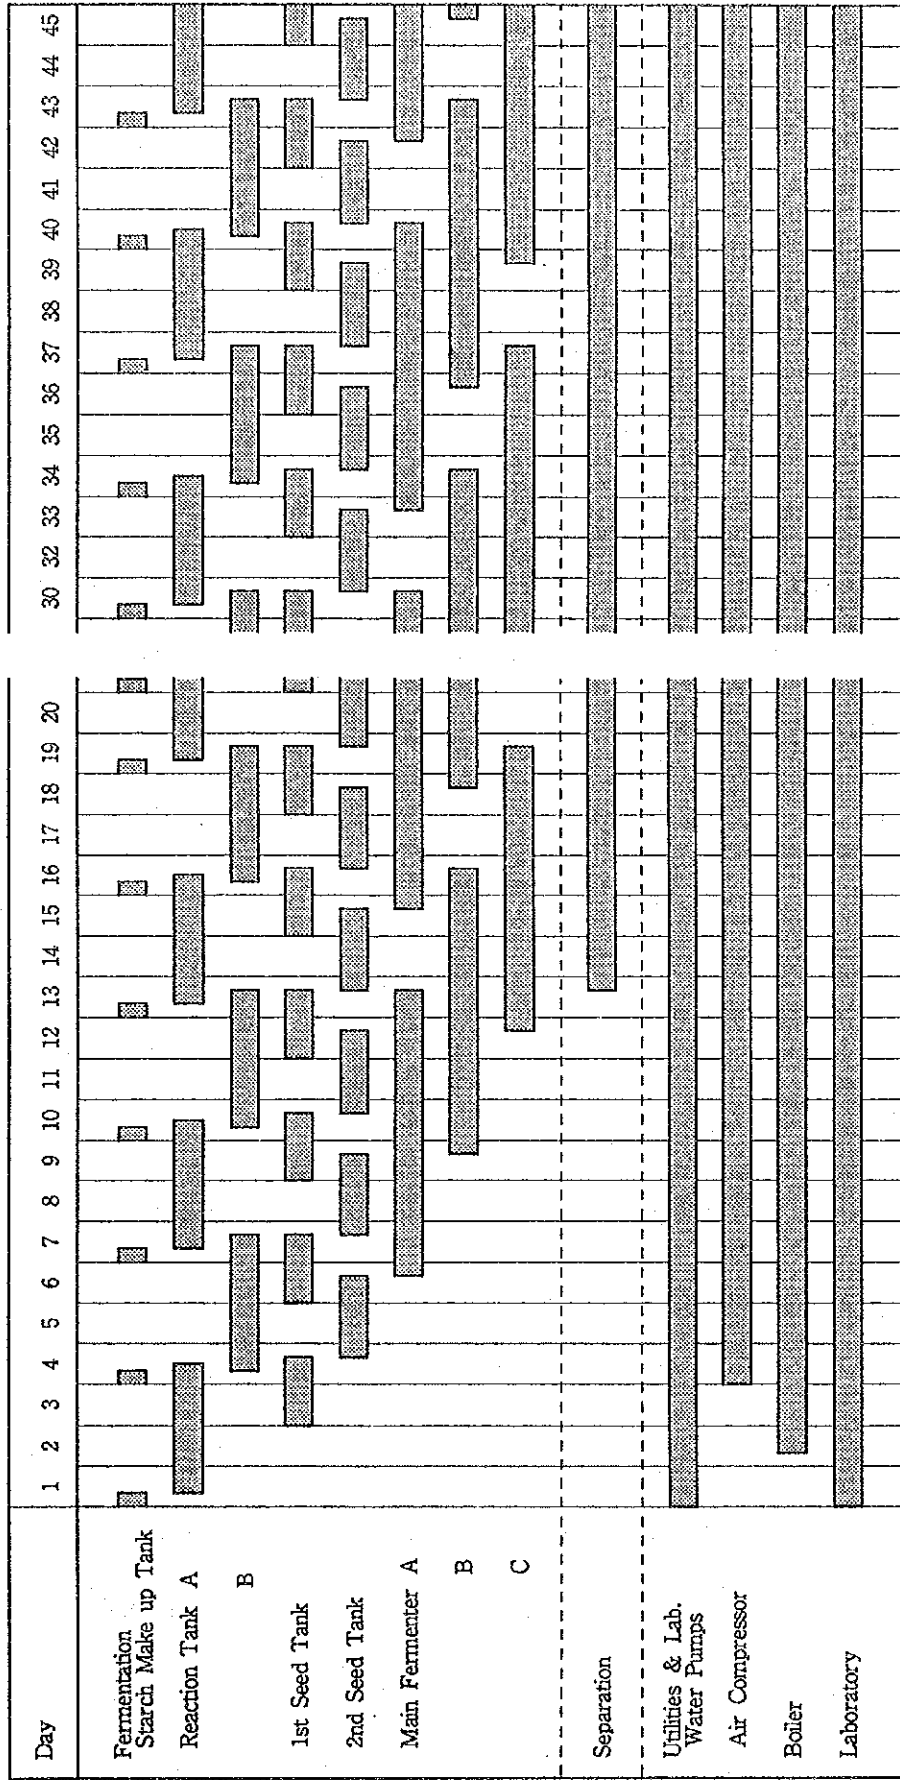 Day 1 2 3 4 5 6 7 8 9 10 11 12 13 14 15 16 17 18 19 20 30 32 33 34 35 36 37 38 39 40 41 42 43 44 45
Fermentation
Starch Make up Tank
Reaction Tank A
B
1st Seed Tank
2nd Seed Tank
Main Fermenter A
B
C
Separation
Utilities & Lab.
Water Pumps
Air Compressor
Boiler
Laboratory